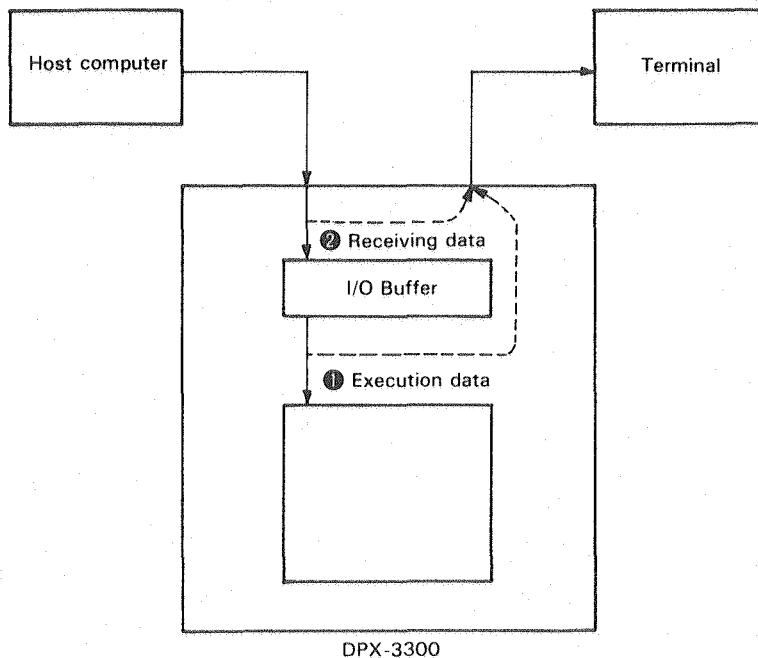 Host computer
Terminal
❷ Receiving data
I/O Buffer
❶ Execution data
DPX-3300